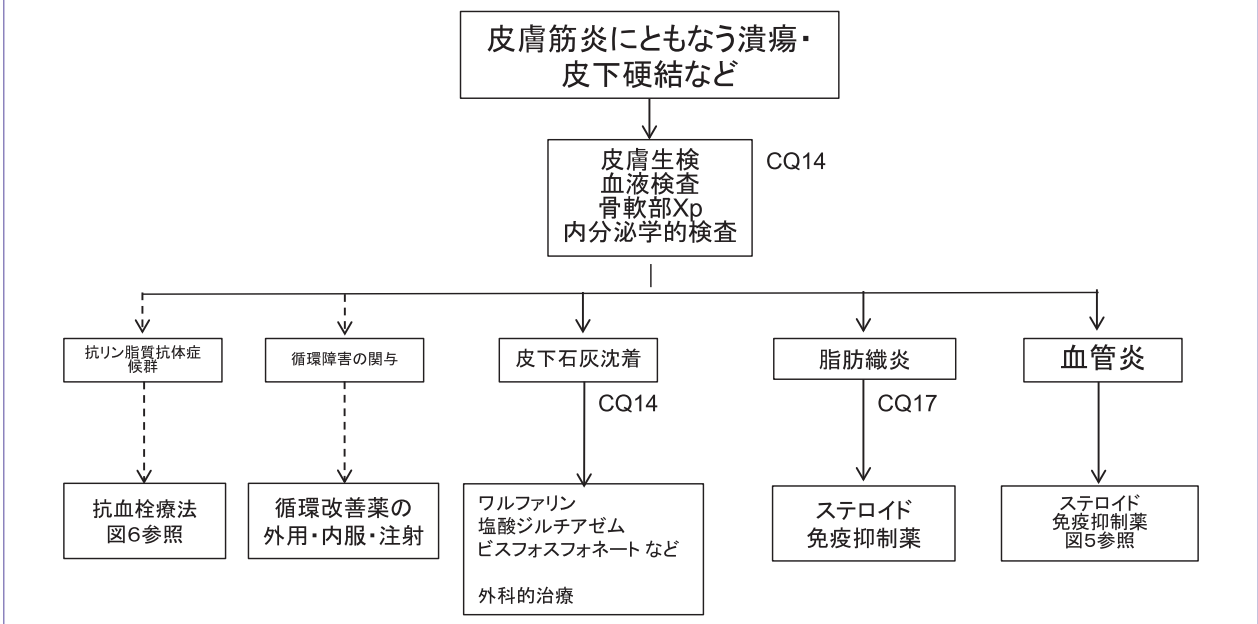 皮膚筋炎にともなう潰瘍・
皮下硬結など
皮膚生検
血液検査
骨軟部Xp
内分泌学的検査
CQ14
抗リン脂質抗体症
候群
循環障害の関与
皮下石灰沈着
脂肪織炎
血管炎
CQ14
CQ17
抗血栓療法
図6参照
循環改善薬の
外用・内服・注射
ワルファリン
塩酸ジルチアゼム
ビスフォスフォネート など
外科的治療
ステロイド
免疫抑制薬
ステロイド
免疫抑制薬
図5参照